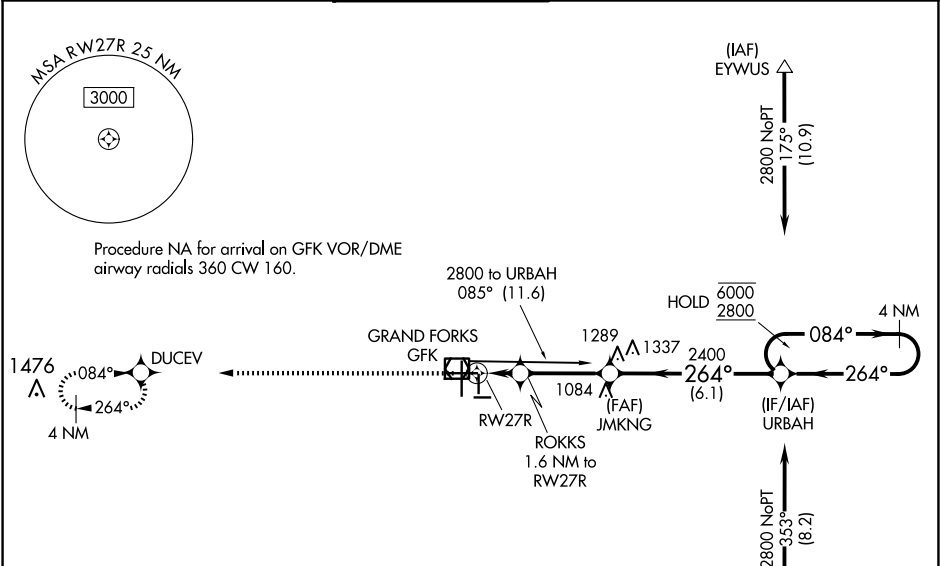 MSA RW27R 25 NM
3000
(IAF)
EYWUS
2800 NoPT
175°
(10.9)
Procedure NA for arrival on GFK VOR/DME
airway radials 360 CW 160.
2800 to URBAH
085° (11.6)
HOLD
6000
2800
4 NM
084°
264°
GRAND FORKS
GFK
1289
1337
2400
264°
(6.1)
1476
DUCEV
084°
264°
4 NM
1084
RW27R
(FAF)
JMKNG
(IF/IAF)
URBAH
ROKKS
1.6 NM to
RW27R
2800 NoPT
353°
(8.2)